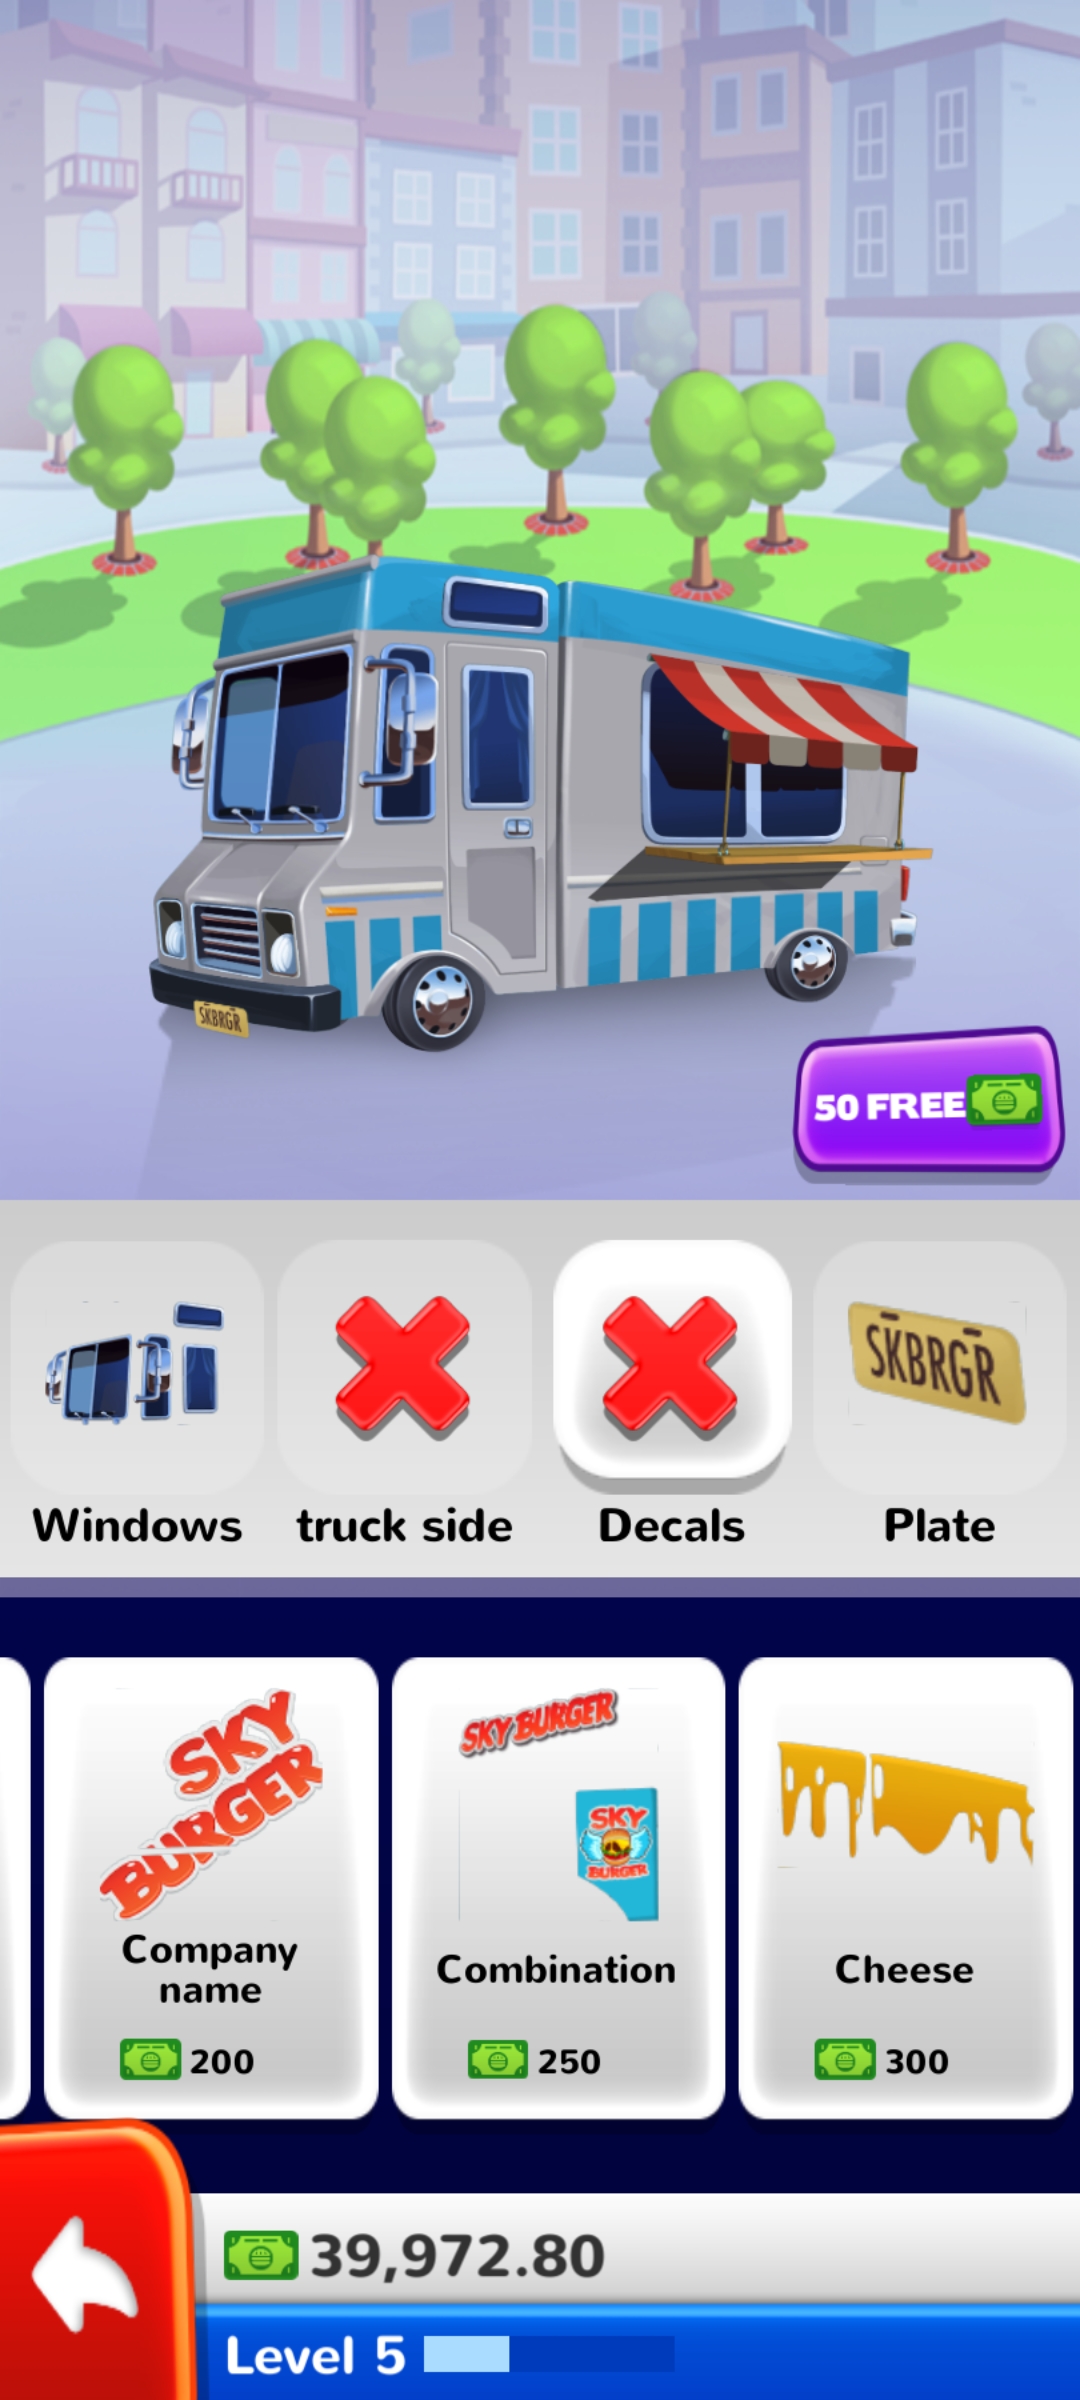 SKBRGR
50 FREE
SKBRGR
Windows
truck side
Decals
Plate
SKY
BURGER
Company
name
200
SKY BURGER
SKY
BURGER
Combination
250
Cheese
300
39,972.80
Level 5